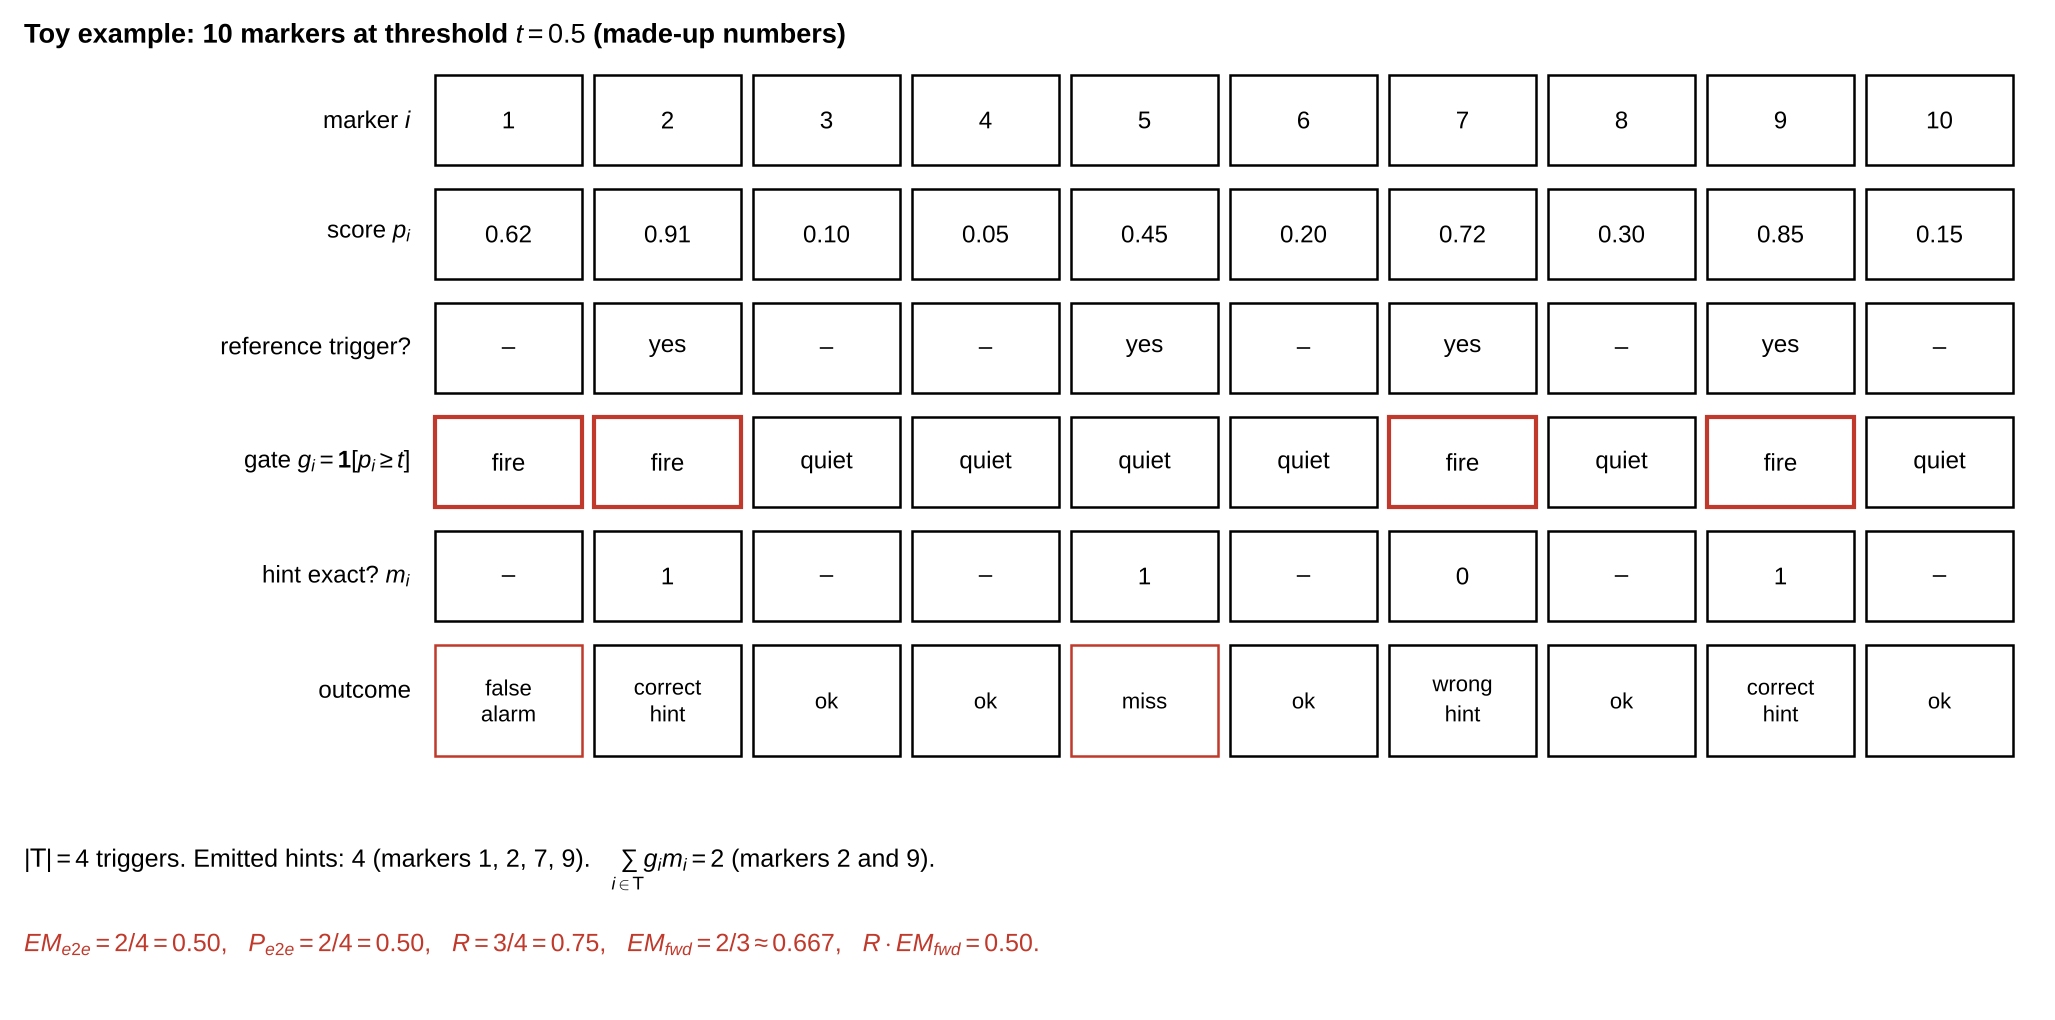 Toy example: 10 markers at threshold t = 0.5 (made-up numbers)
marker i 1 2 3 4 5 6 7 8 9 10
score pᵢ 0.62 0.91 0.10 0.05 0.45 0.20 0.72 0.30 0.85 0.15
reference trigger? – yes – – yes – yes – yes –
gate gᵢ = 1[pᵢ ≥ t] fire fire quiet quiet quiet quiet fire quiet fire quiet
hint exact? mᵢ – 1 – – 1 – 0 – 1 –
outcome false alarm correct hint ok ok miss ok wrong hint ok correct hint ok
|T| = 4 triggers. Emitted hints: 4 (markers 1, 2, 7, 9). ∑ gᵢmᵢ = 2 (markers 2 and 9).
i ∈ T
EM_e2e = 2/4 = 0.50, P_e2e = 2/4 = 0.50, R = 3/4 = 0.75, EM_fwd = 2/3 ≈ 0.667, R · EM_fwd = 0.50.